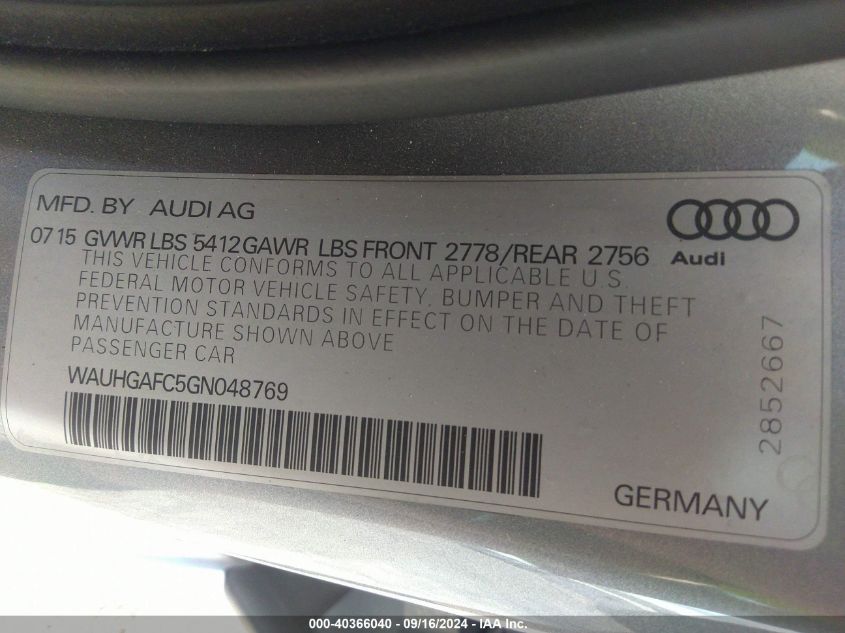 MFD. BY AUDI AG
07 15 GVWR LBS 5412 GAWR LBS FRONT 2778/REAR 2756
THIS VEHICLE CONFORMS TO ALL APPLICABLE U.S.
FEDERAL MOTOR VEHICLE SAFETY, BUMPER AND THEFT
PREVENTION STANDARDS IN EFFECT ON THE DATE OF
MANUFACTURE SHOWN ABOVE
PASSENGER CAR
WAUHGAFC5GN048769
Audi
2852667
GERMANY
000-40366040 - 09/16/2024 - IAA Inc.